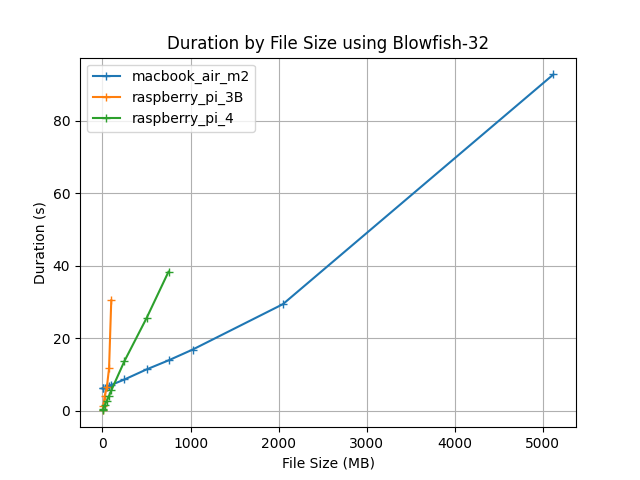 Duration by File Size using Blowfish-32
macbook_air_m2
raspberry_pi_3B
raspberry_pi_4
Duration (s)
80
60
40
20
0
0 1000 2000 3000 4000 5000
File Size (MB)